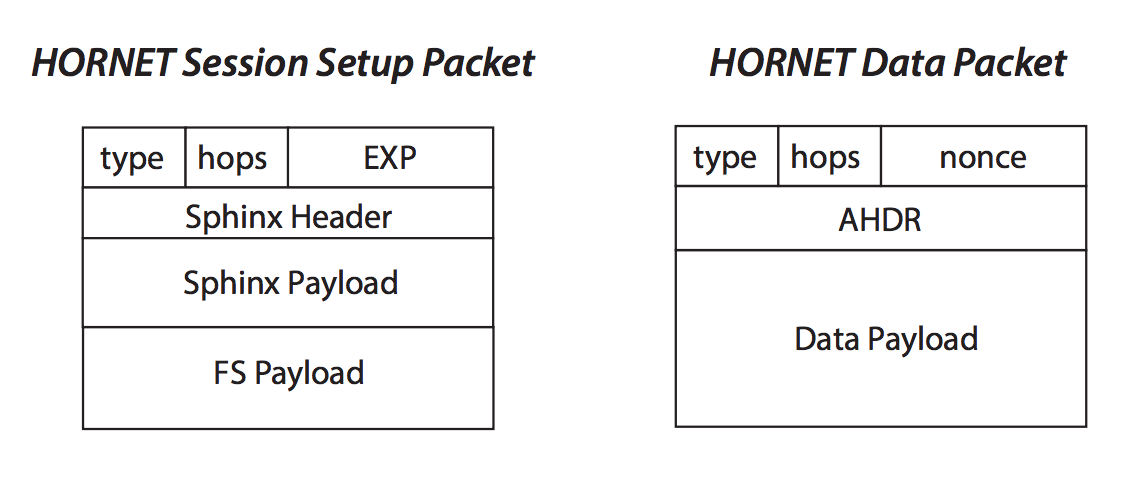 HORNET Session Setup Packet
type hops EXP
Sphinx Header
Sphinx Payload
FS Payload
HORNET Data Packet
type hops nonce
AHDR
Data Payload